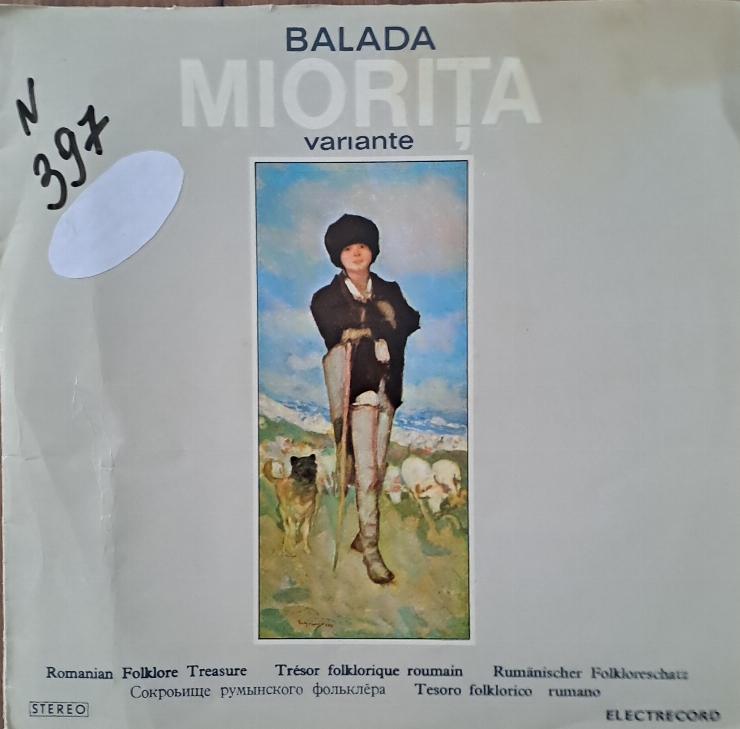 BALADA
MIORIȚA
variante
N
397
Romanian Folklore Treasure Trésor folklorique roumain Rumänischer Folkloreschatz
Сокровище румынского фольклёра Tesoro folklorico rumano
STEREO
ELECTRECORD